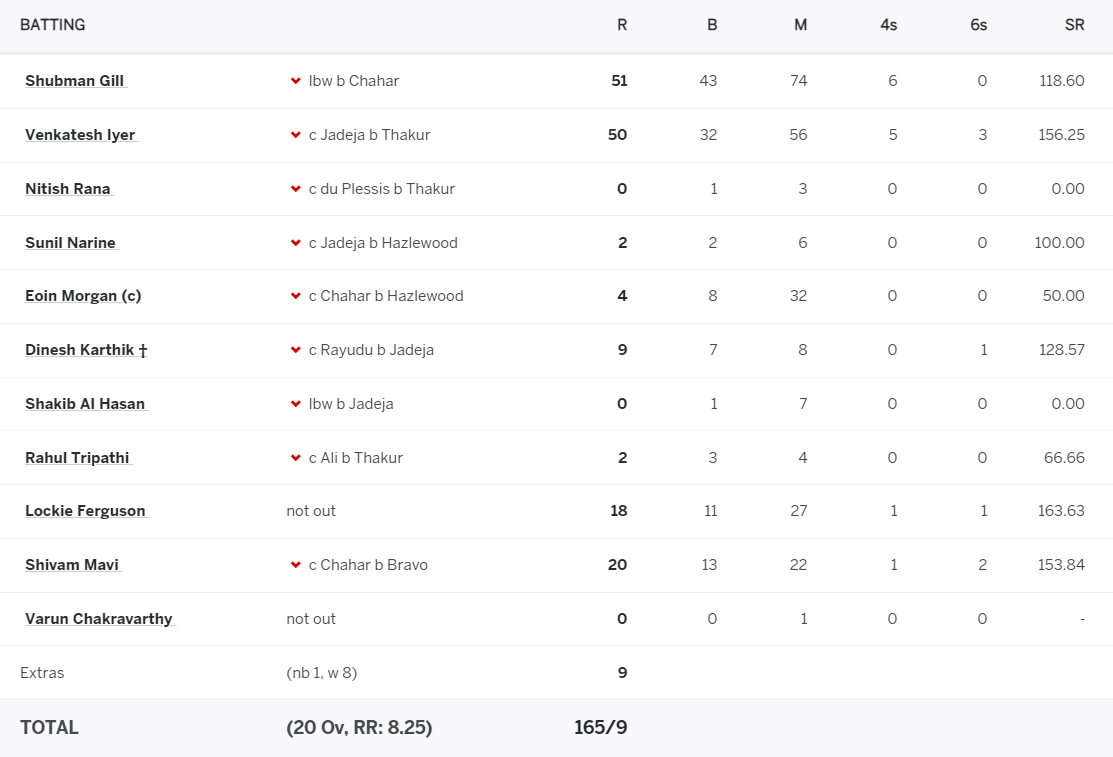 BATTING R B M 4s 6s SR
Shubman Gill lbw b Chahar 51 43 74 6 0 118.60
Venkatesh Iyer c Jadeja b Thakur 50 32 56 5 3 156.25
Nitish Rana c du Plessis b Thakur 0 1 3 0 0 0.00
Sunil Narine c Jadeja b Hazlewood 2 2 6 0 0 100.00
Eoin Morgan (c) c Chahar b Hazlewood 4 8 32 0 0 50.00
Dinesh Karthik † c Rayudu b Jadeja 9 7 8 0 1 128.57
Shakib Al Hasan lbw b Jadeja 0 1 7 0 0 0.00
Rahul Tripathi c Ali b Thakur 2 3 4 0 0 66.66
Lockie Ferguson not out 18 11 27 1 1 163.63
Shivam Mavi c Chahar b Bravo 20 13 22 1 2 153.84
Varun Chakravarthy not out 0 0 1 0 0 -
Extras (nb 1, w 8) 9
TOTAL (20 Ov, RR: 8.25) 165/9